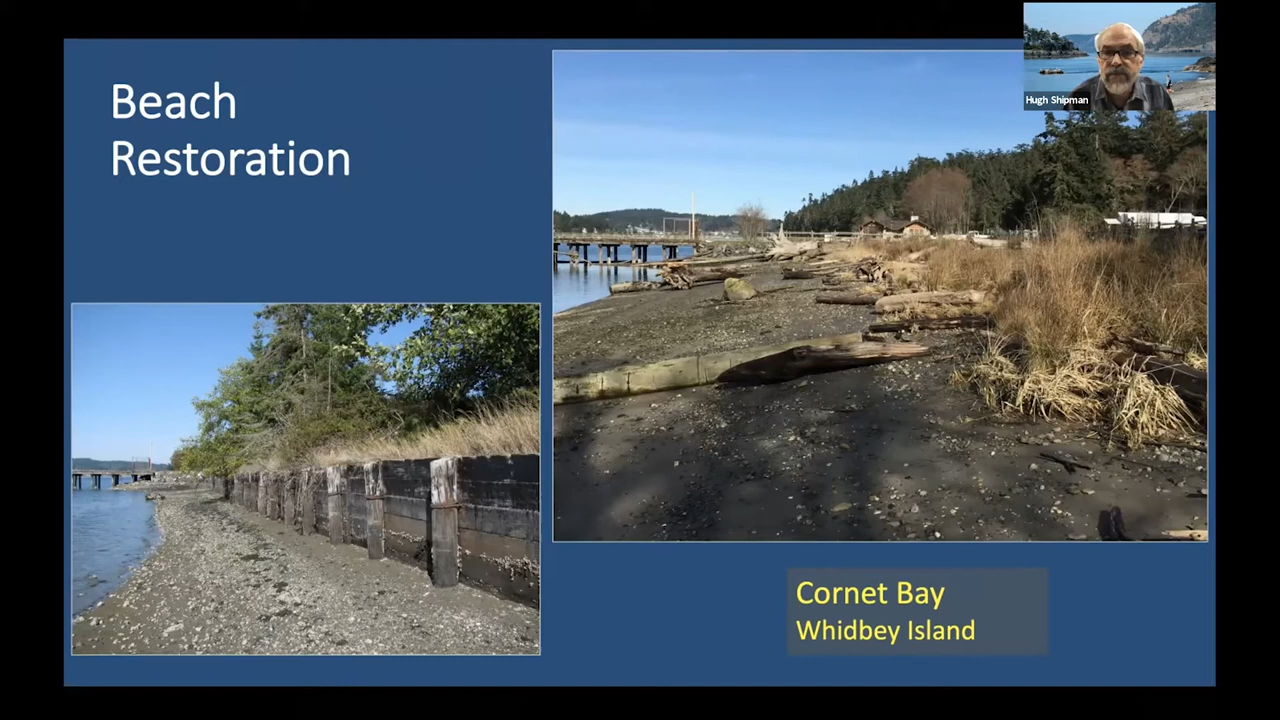 Beach
Restoration
Hugh Shipman
Cornet Bay
Whidbey Island